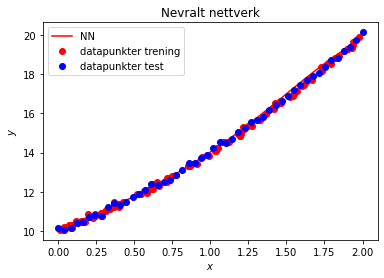 Nevralt nettverk
NN
datapunkter trening
datapunkter test
20
18
16
14
12
10
y
0.00 0.25 0.50 0.75 1.00 1.25 1.50 1.75 2.00
x